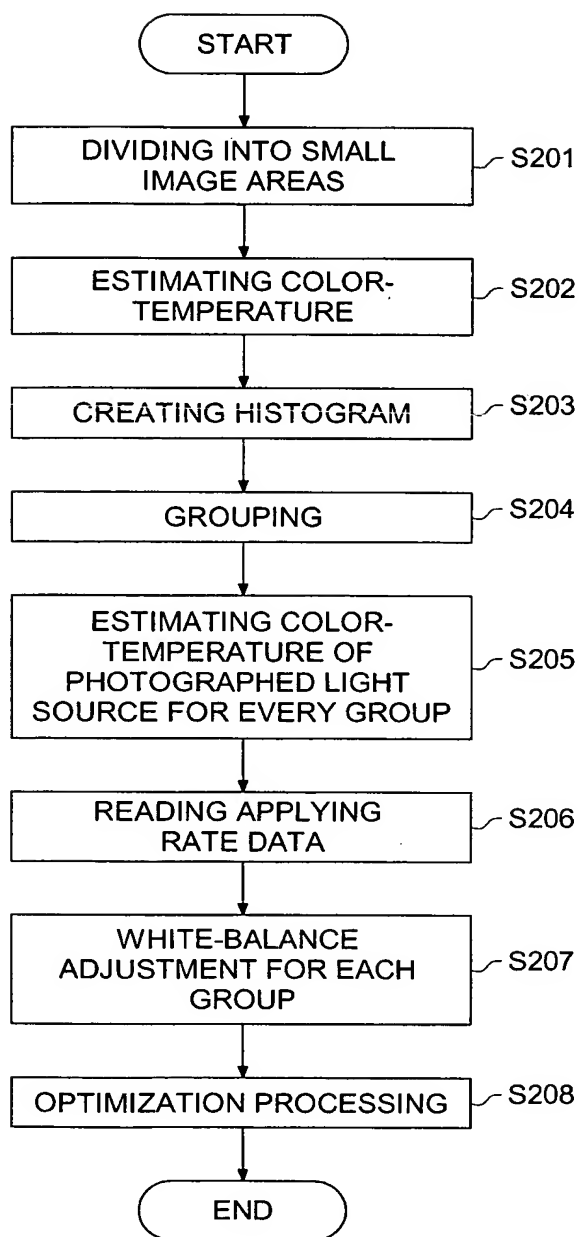 START
DIVIDING INTO SMALL
IMAGE AREAS
S201
ESTIMATING COLOR-
TEMPERATURE
S202
CREATING HISTOGRAM
S203
GROUPING
S204
ESTIMATING COLOR-
TEMPERATURE OF
PHOTOGRAPHED LIGHT
SOURCE FOR EVERY GROUP
S205
READING APPLYING
RATE DATA
S206
WHITE-BALANCE
ADJUSTMENT FOR EACH
GROUP
S207
OPTIMIZATION PROCESSING
S208
END